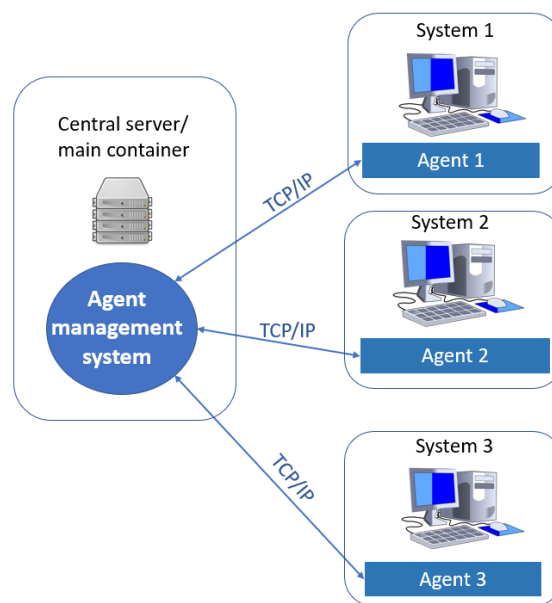 System 1
Agent 1
Central server/
main container
TCP/IP
System 2
Agent 2
Agent
management
system
TCP/IP
TCP/IP
System 3
Agent 3